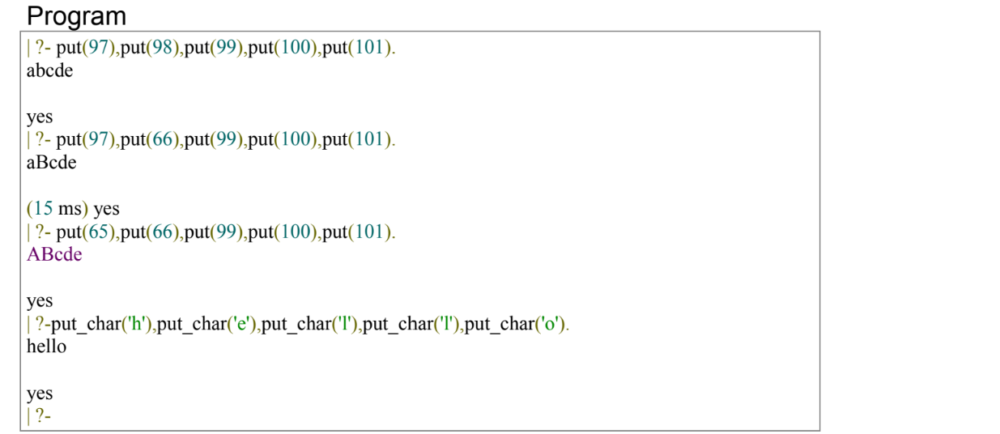 Program
| ?- put(97),put(98),put(99),put(100),put(101).
abcde
yes
| ?- put(97),put(66),put(99),put(100),put(101).
aBcde
(15 ms) yes
| ?- put(65),put(66),put(99),put(100),put(101).
ABcde
yes
| ?-put_char('h'),put_char('e'),put_char('l'),put_char('l'),put_char('o').
hello
yes
| ?-